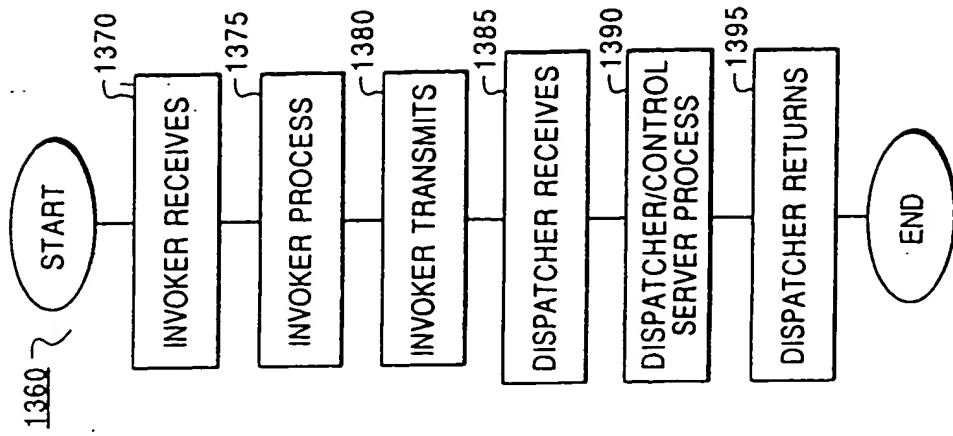 1360
START
1370
INVOKER RECEIVES
1375
INVOKER PROCESS
1380
INVOKER TRANSMITS
1385
DISPATCHER RECEIVES
1390
DISPATCHER/CONTROL
SERVER PROCESS
1395
DISPATCHER RETURNS
END